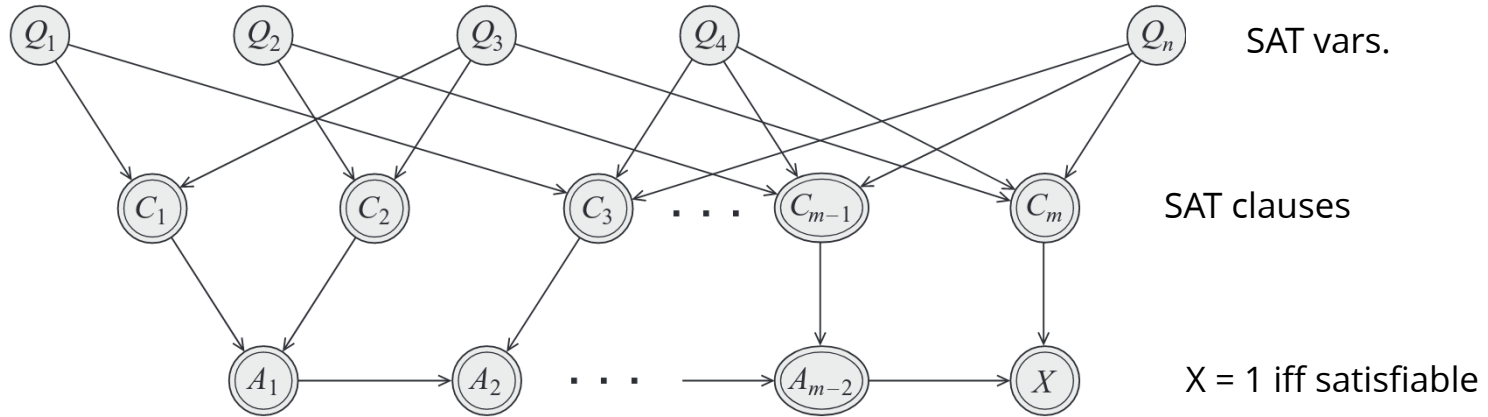 Q₁ Q₂ Q₃ Q₄ Qₙ SAT vars.
C₁ C₂ C₃ . . . Cₘ₋₁ Cₘ SAT clauses
A₁ A₂ . . . Aₘ₋₂ X X = 1 iff satisfiable